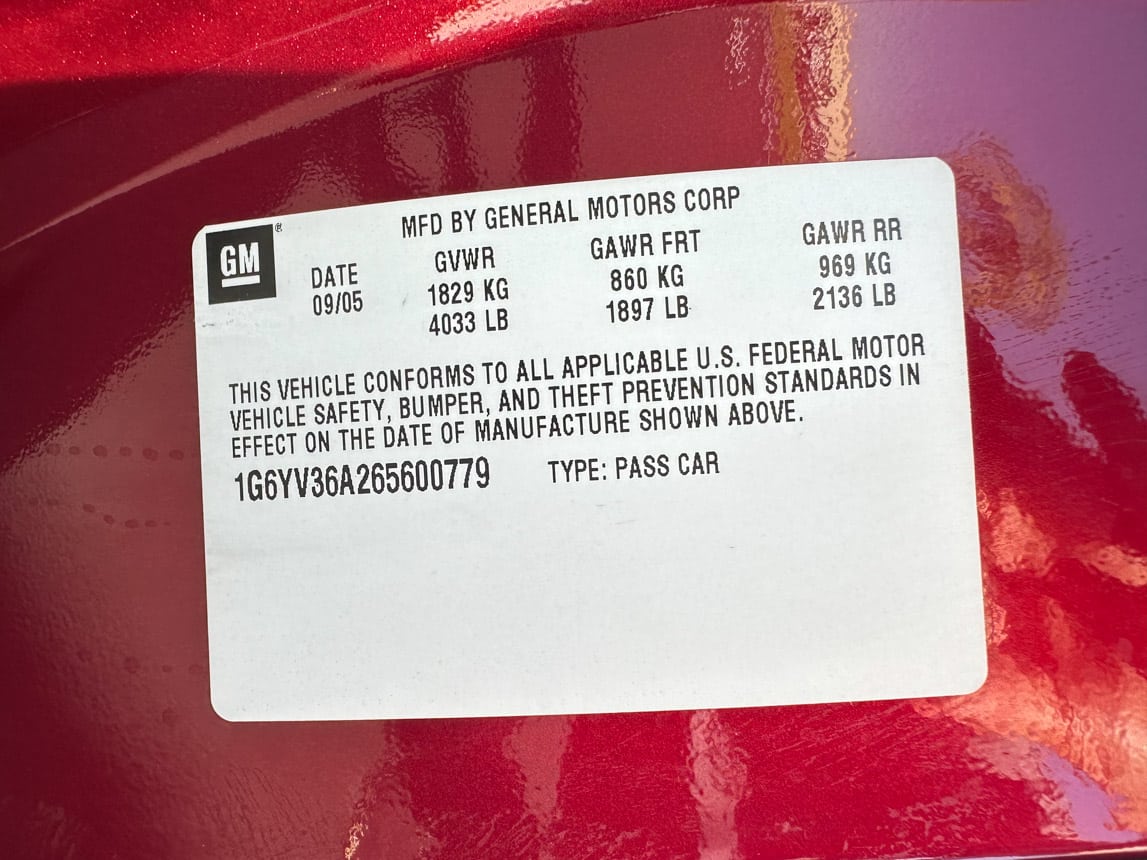 MFD BY GENERAL MOTORS CORP
GM®
DATE GVWR GAWR FRT GAWR RR
09/05 1829 KG 860 KG 969 KG
4033 LB 1897 LB 2136 LB
THIS VEHICLE CONFORMS TO ALL APPLICABLE U.S. FEDERAL MOTOR
VEHICLE SAFETY, BUMPER, AND THEFT PREVENTION STANDARDS IN
EFFECT ON THE DATE OF MANUFACTURE SHOWN ABOVE.
1G6YV36A265600779 TYPE: PASS CAR